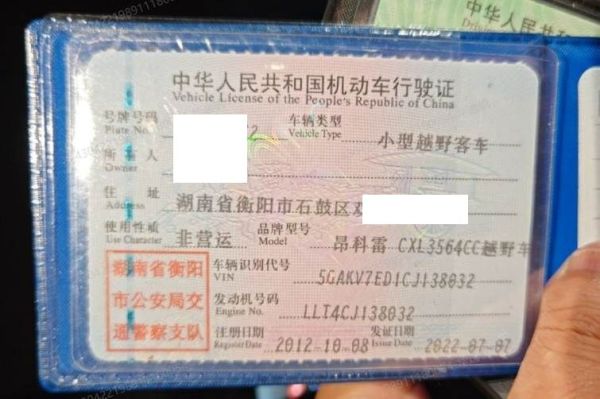 中华人民共和国机动车行驶证
Vehicle License of the People's Republic of China
号牌号码 车辆类型 小型越野客车
Plate No. Vehicle Type
所有人
Owner
住址 湖南省衡阳市石鼓区
Address
使用性质 非营运 品牌型号 昂科雷 CXL3564CC越野车
Use Character Model
湖南省衡阳
市公安局交
通警察支队
车辆识别代号 5GAKV7ED1CJ138032
VIN
发动机号码 LLT4CJ138032
Engine No.
注册日期 2012-10-08 发证日期 2022-07-07
Register Date Issue Date
中华人民共和